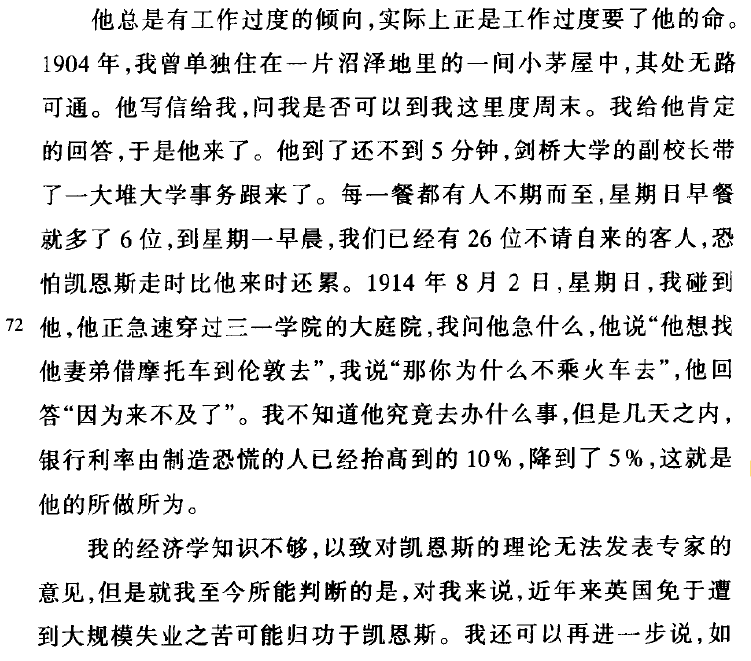 他总是有工作过度的倾向,实际上正是工作过度要了他的命。
1904年,我曾单独住在一片沼泽地里的一间小茅屋中,其处无路
可通。他写信给我,问我是否可以到我这里度周末。我给他肯定
的回答,于是他来了。他到了还不到5分钟,剑桥大学的副校长带
了一大堆大学事务跟来了。每一餐都有人不期而至,星期日早餐
就多了6位,到星期一早晨,我们已经有26位不请自来的客人,恐
怕凯恩斯走时比他来时还累。1914年8月2日,星期日,我碰到
72 他,他正急速穿过三一学院的大庭院,我问他急什么,他说“他想找
他妻弟借摩托车到伦敦去”,我说“那你为什么不乘火车去”,他回
答“因为来不及了”。我不知道他究竟去办什么事,但是几天之内,
银行利率由制造恐慌的人已经抬高到的10%,降到了5%,这就是
他的所做所为。
我的经济学知识不够,以致对凯恩斯的理论无法发表专家的
意见,但是就我至今所能判断的是,对我来说,近年来英国免于遭
到大规模失业之苦可能归功于凯恩斯。我还可以再进一步说,如